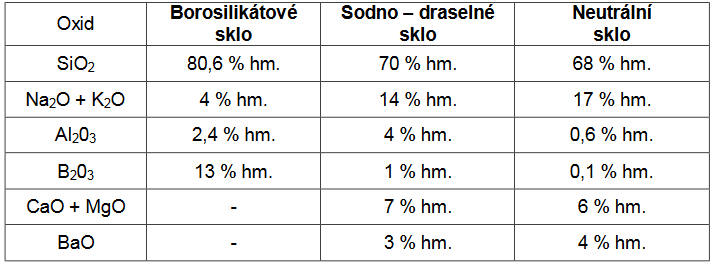 Oxid | Borosilikátové sklo | Sodno – draselné sklo | Neutrální sklo
SiO₂ | 80,6 % hm. | 70 % hm. | 68 % hm.
Na₂O + K₂O | 4 % hm. | 14 % hm. | 17 % hm.
Al₂0₃ | 2,4 % hm. | 4 % hm. | 0,6 % hm.
B₂0₃ | 13 % hm. | 1 % hm. | 0,1 % hm.
CaO + MgO | - | 7 % hm. | 6 % hm.
BaO | - | 3 % hm. | 4 % hm.